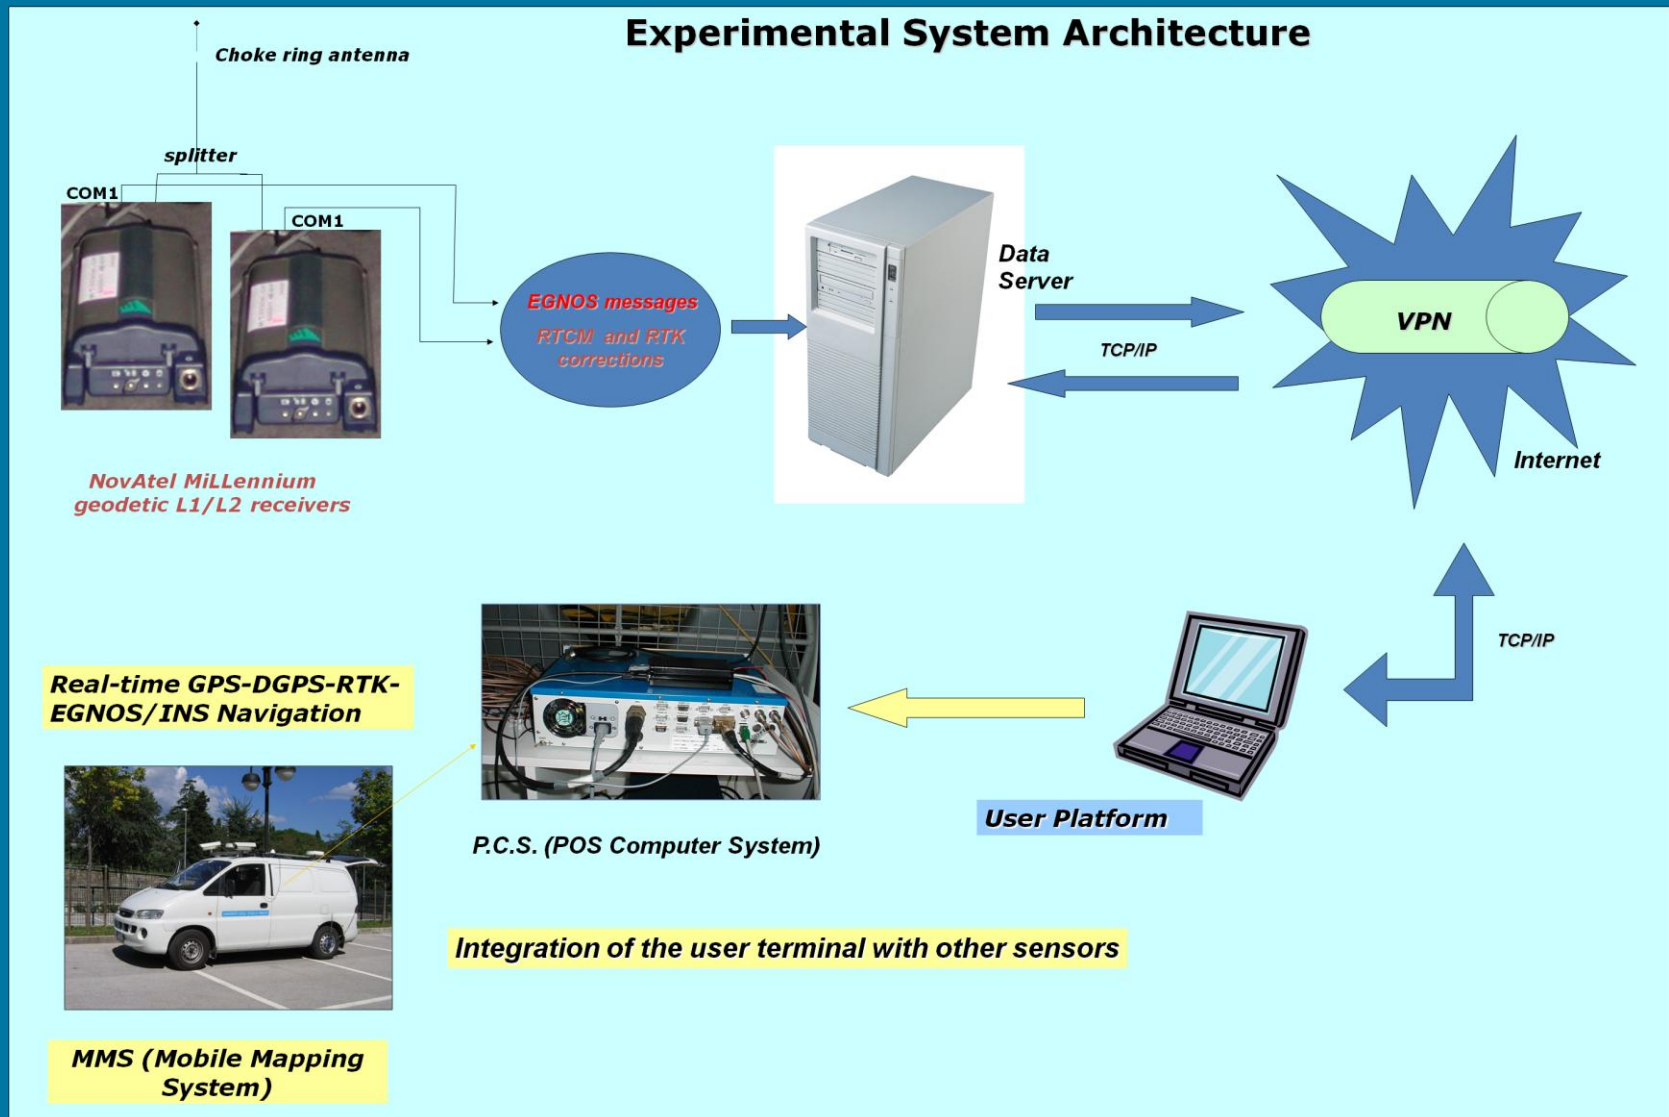 Experimental System Architecture
Choke ring antenna
splitter
COM1
COM1
EGNOS messages
RTCM and RTK
corrections
Data
Server
TCP/IP
VPN
Internet
NovAtel MiLLennium
geodetic L1/L2 receivers
TCP/IP
Real-time GPS-DGPS-RTK-
EGNOS/INS Navigation
User Platform
P.C.S. (POS Computer System)
Integration of the user terminal with other sensors
MMS (Mobile Mapping
System)